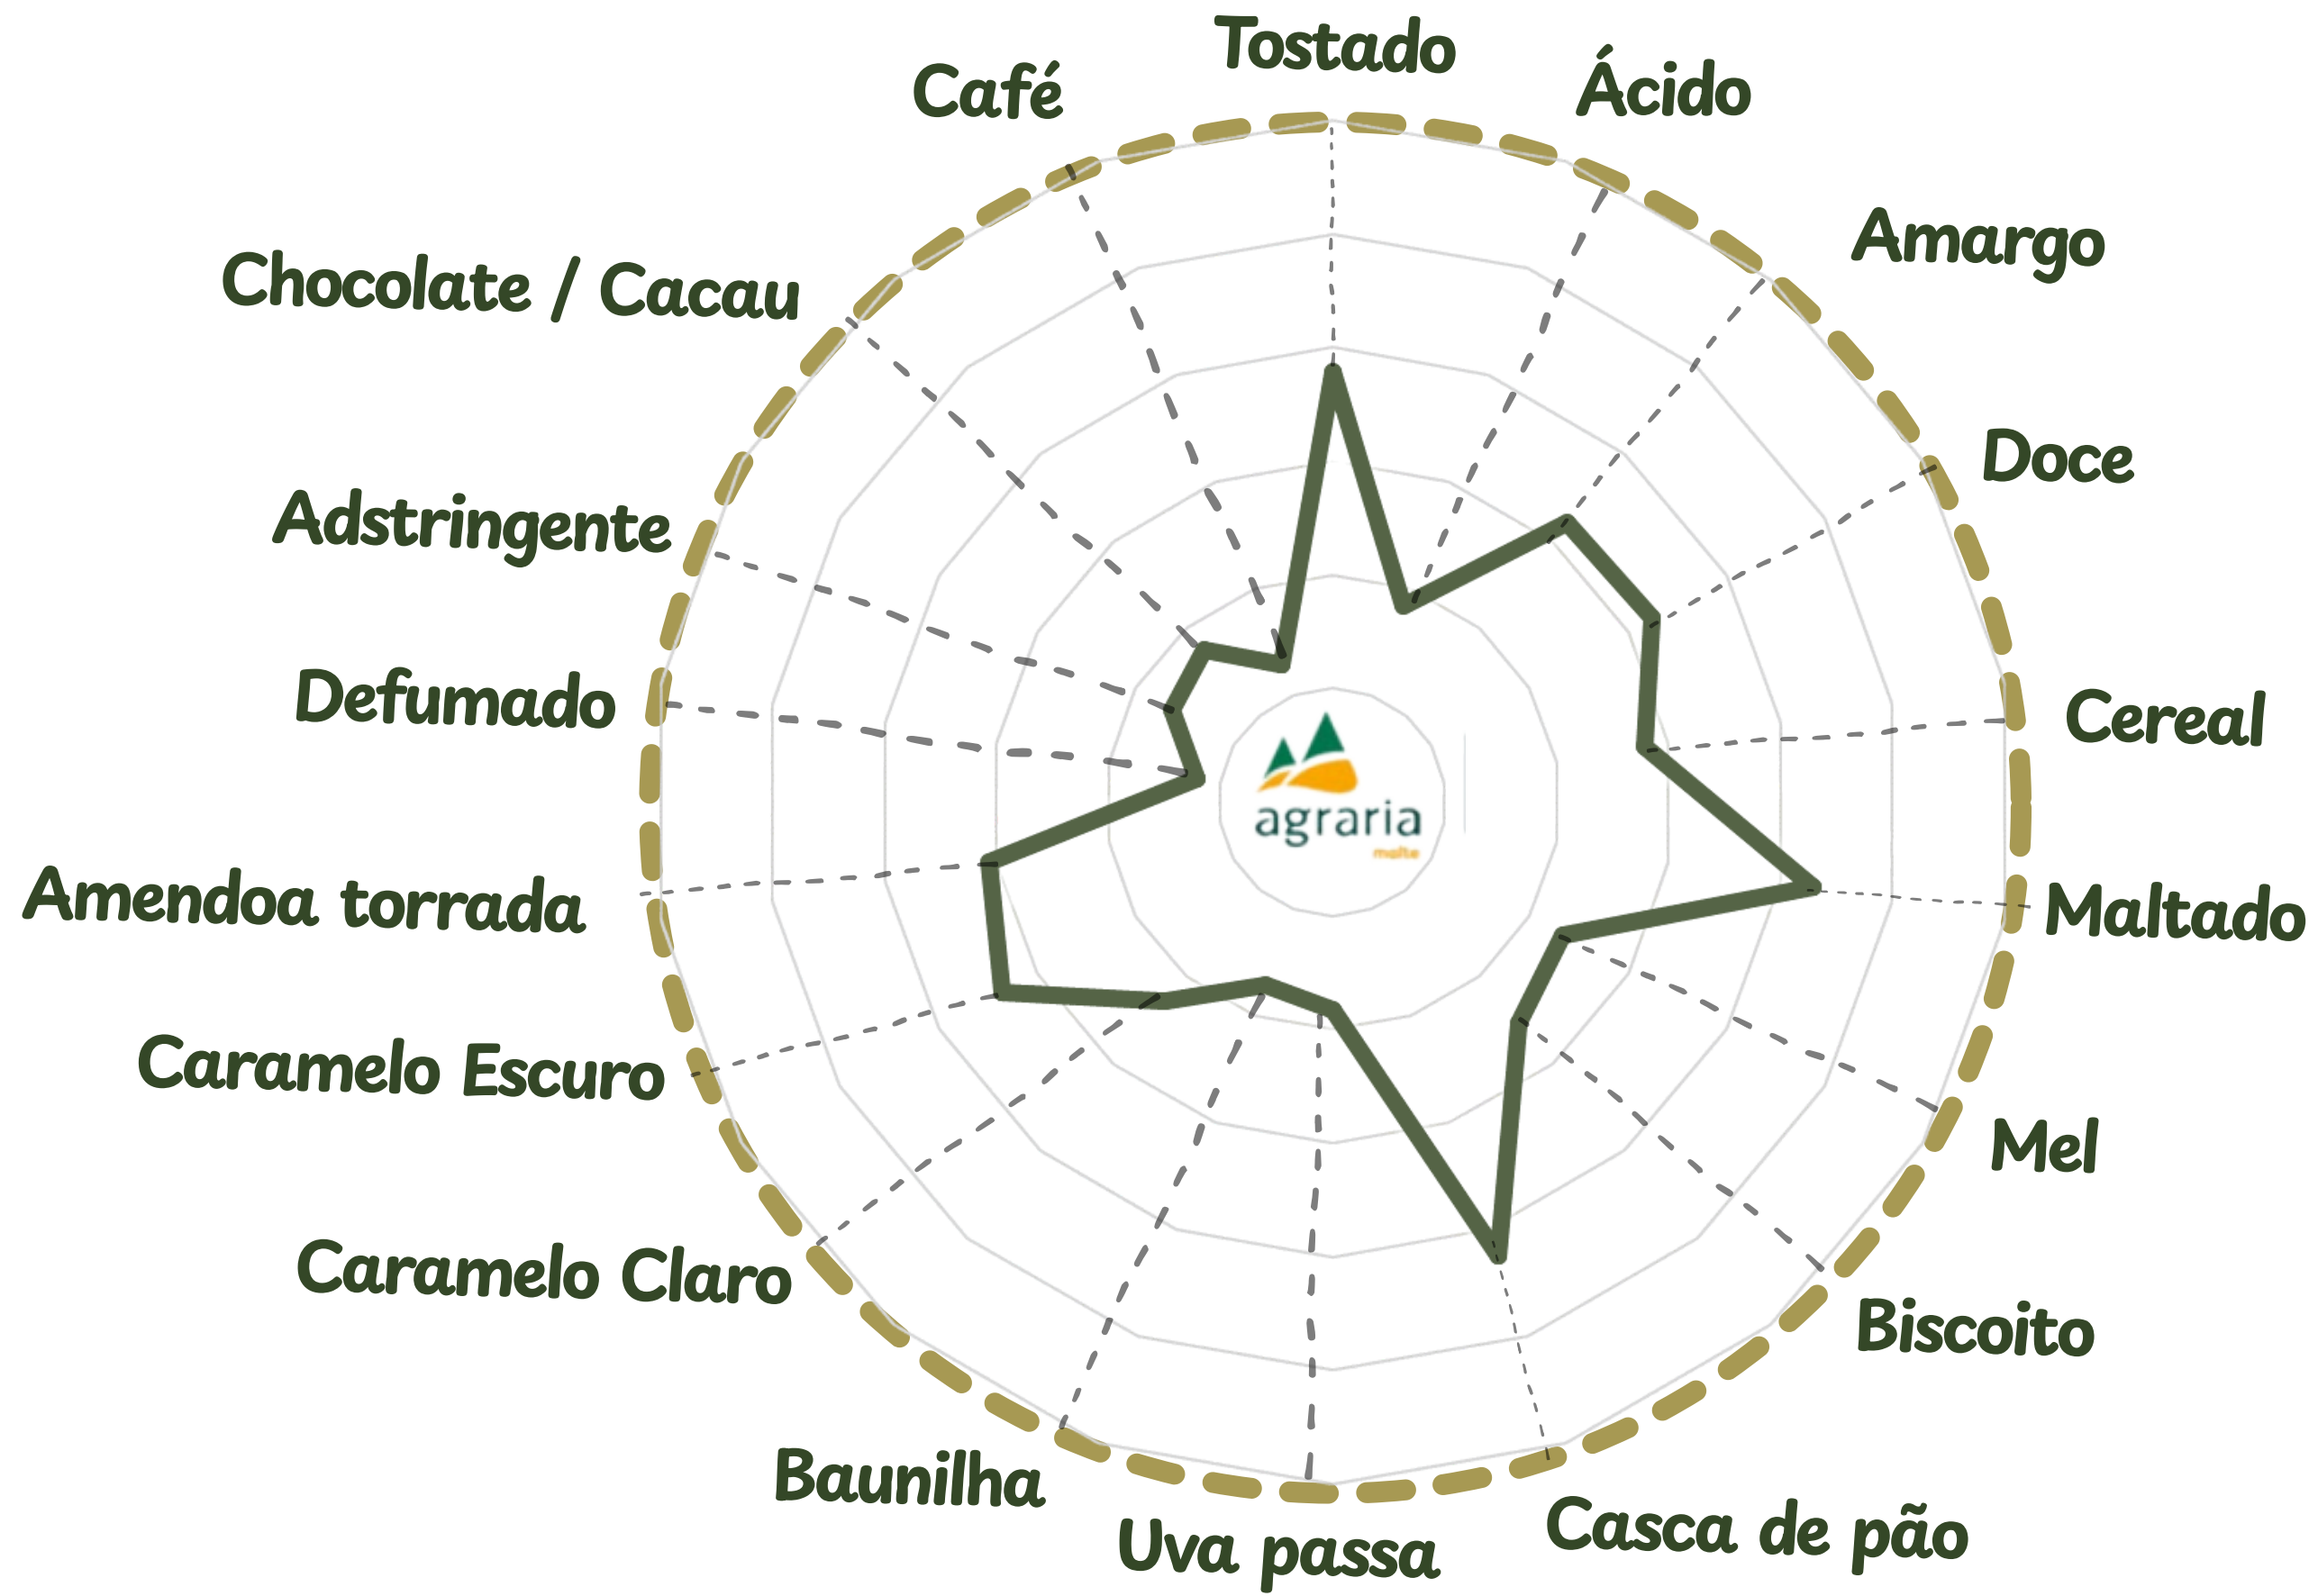 Tostado
Café
Ácido
Amargo
Chocolate / Cacau
Doce
Adstringente
Defumado
Cereal
agraria
malte
Amendoa torrada
Maltado
Caramelo Escuro
Mel
Caramelo Claro
Biscoito
Baunilha
Uva passa
Casca de pão